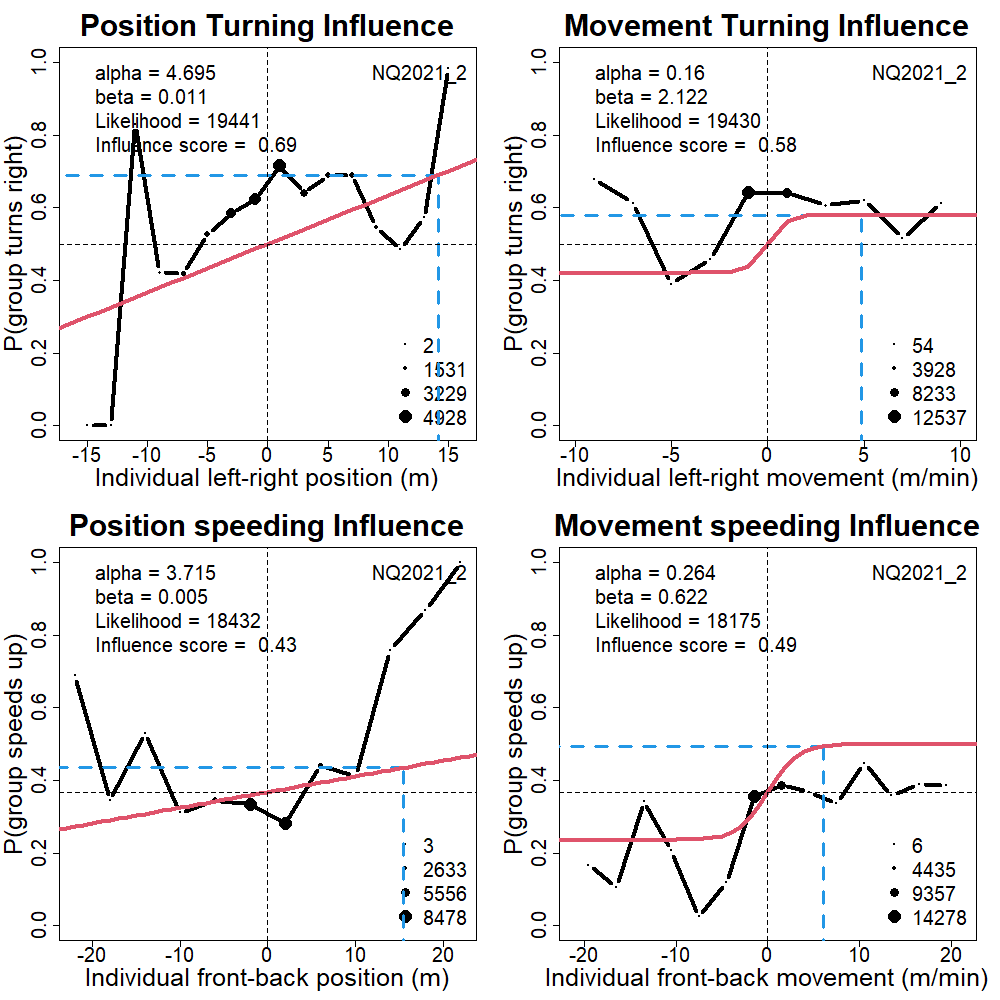 Position Turning Influence
alpha = 4.695
beta = 0.011
Likelihood = 19441
Influence score =  0.69
NQ2021_2
P(group turns right)
0.0
0.2
0.4
0.6
0.8
1.0
2
1531
3229
4928
-15
-10
-5
0
5
10
15
Individual left-right position (m)
Movement Turning Influence
alpha = 0.16
beta = 2.122
Likelihood = 19430
Influence score =  0.58
NQ2021_2
P(group turns right)
0.0
0.2
0.4
0.6
0.8
1.0
54
3928
8233
12537
-10
-5
0
5
10
Individual left-right movement (m/min)
Position speeding Influence
alpha = 3.715
beta = 0.005
Likelihood = 18432
Influence score =  0.43
NQ2021_2
P(group speeds up)
0.0
0.2
0.4
0.6
0.8
1.0
3
2633
5556
8478
-20
-10
0
10
20
Individual front-back position (m)
Movement speeding Influence
alpha = 0.264
beta = 0.622
Likelihood = 18175
Influence score =  0.49
NQ2021_2
P(group speeds up)
0.0
0.2
0.4
0.6
0.8
1.0
6
4435
9357
14278
-20
-10
0
10
20
Individual front-back movement (m/min)